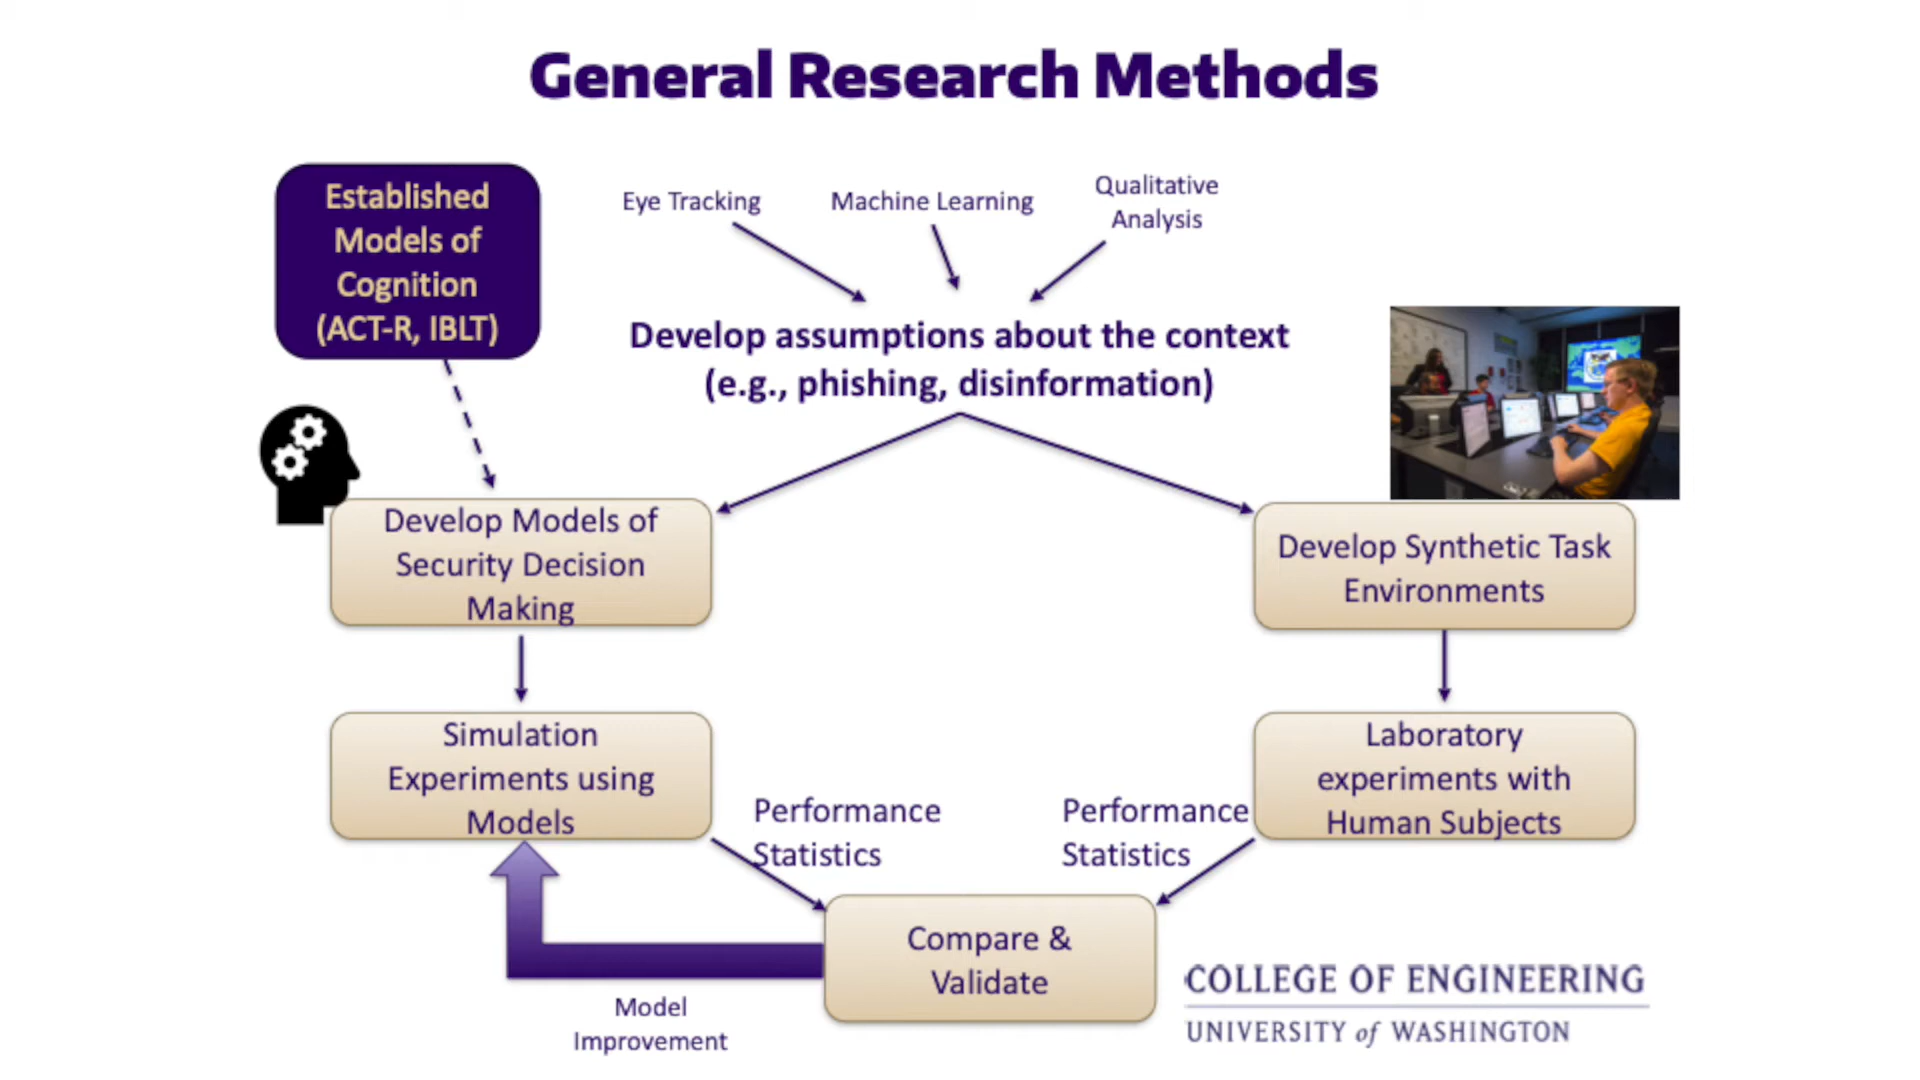 General Research Methods
Established
Models of
Cognition
(ACT-R, IBLT)
Eye Tracking
Machine Learning
Qualitative
Analysis
Develop assumptions about the context
(e.g., phishing, disinformation)
Develop Models of
Security Decision
Making
Develop Synthetic Task
Environments
Simulation
Experiments using
Models
Laboratory
experiments with
Human Subjects
Performance
Statistics
Performance
Statistics
Compare &
Validate
Model
Improvement
COLLEGE OF ENGINEERING
UNIVERSITY of WASHINGTON